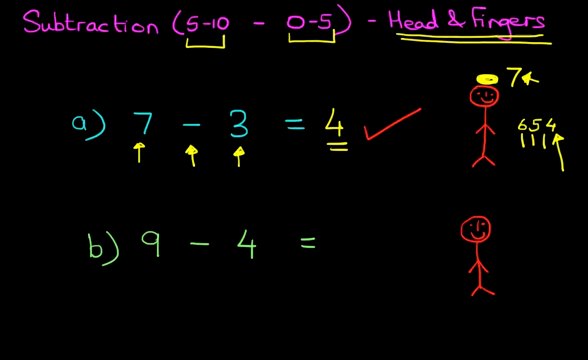 Subtraction (5-10 - 0-5) - Head & Fingers
7
a) 7 - 3 = 4
654
b) 9 - 4 =